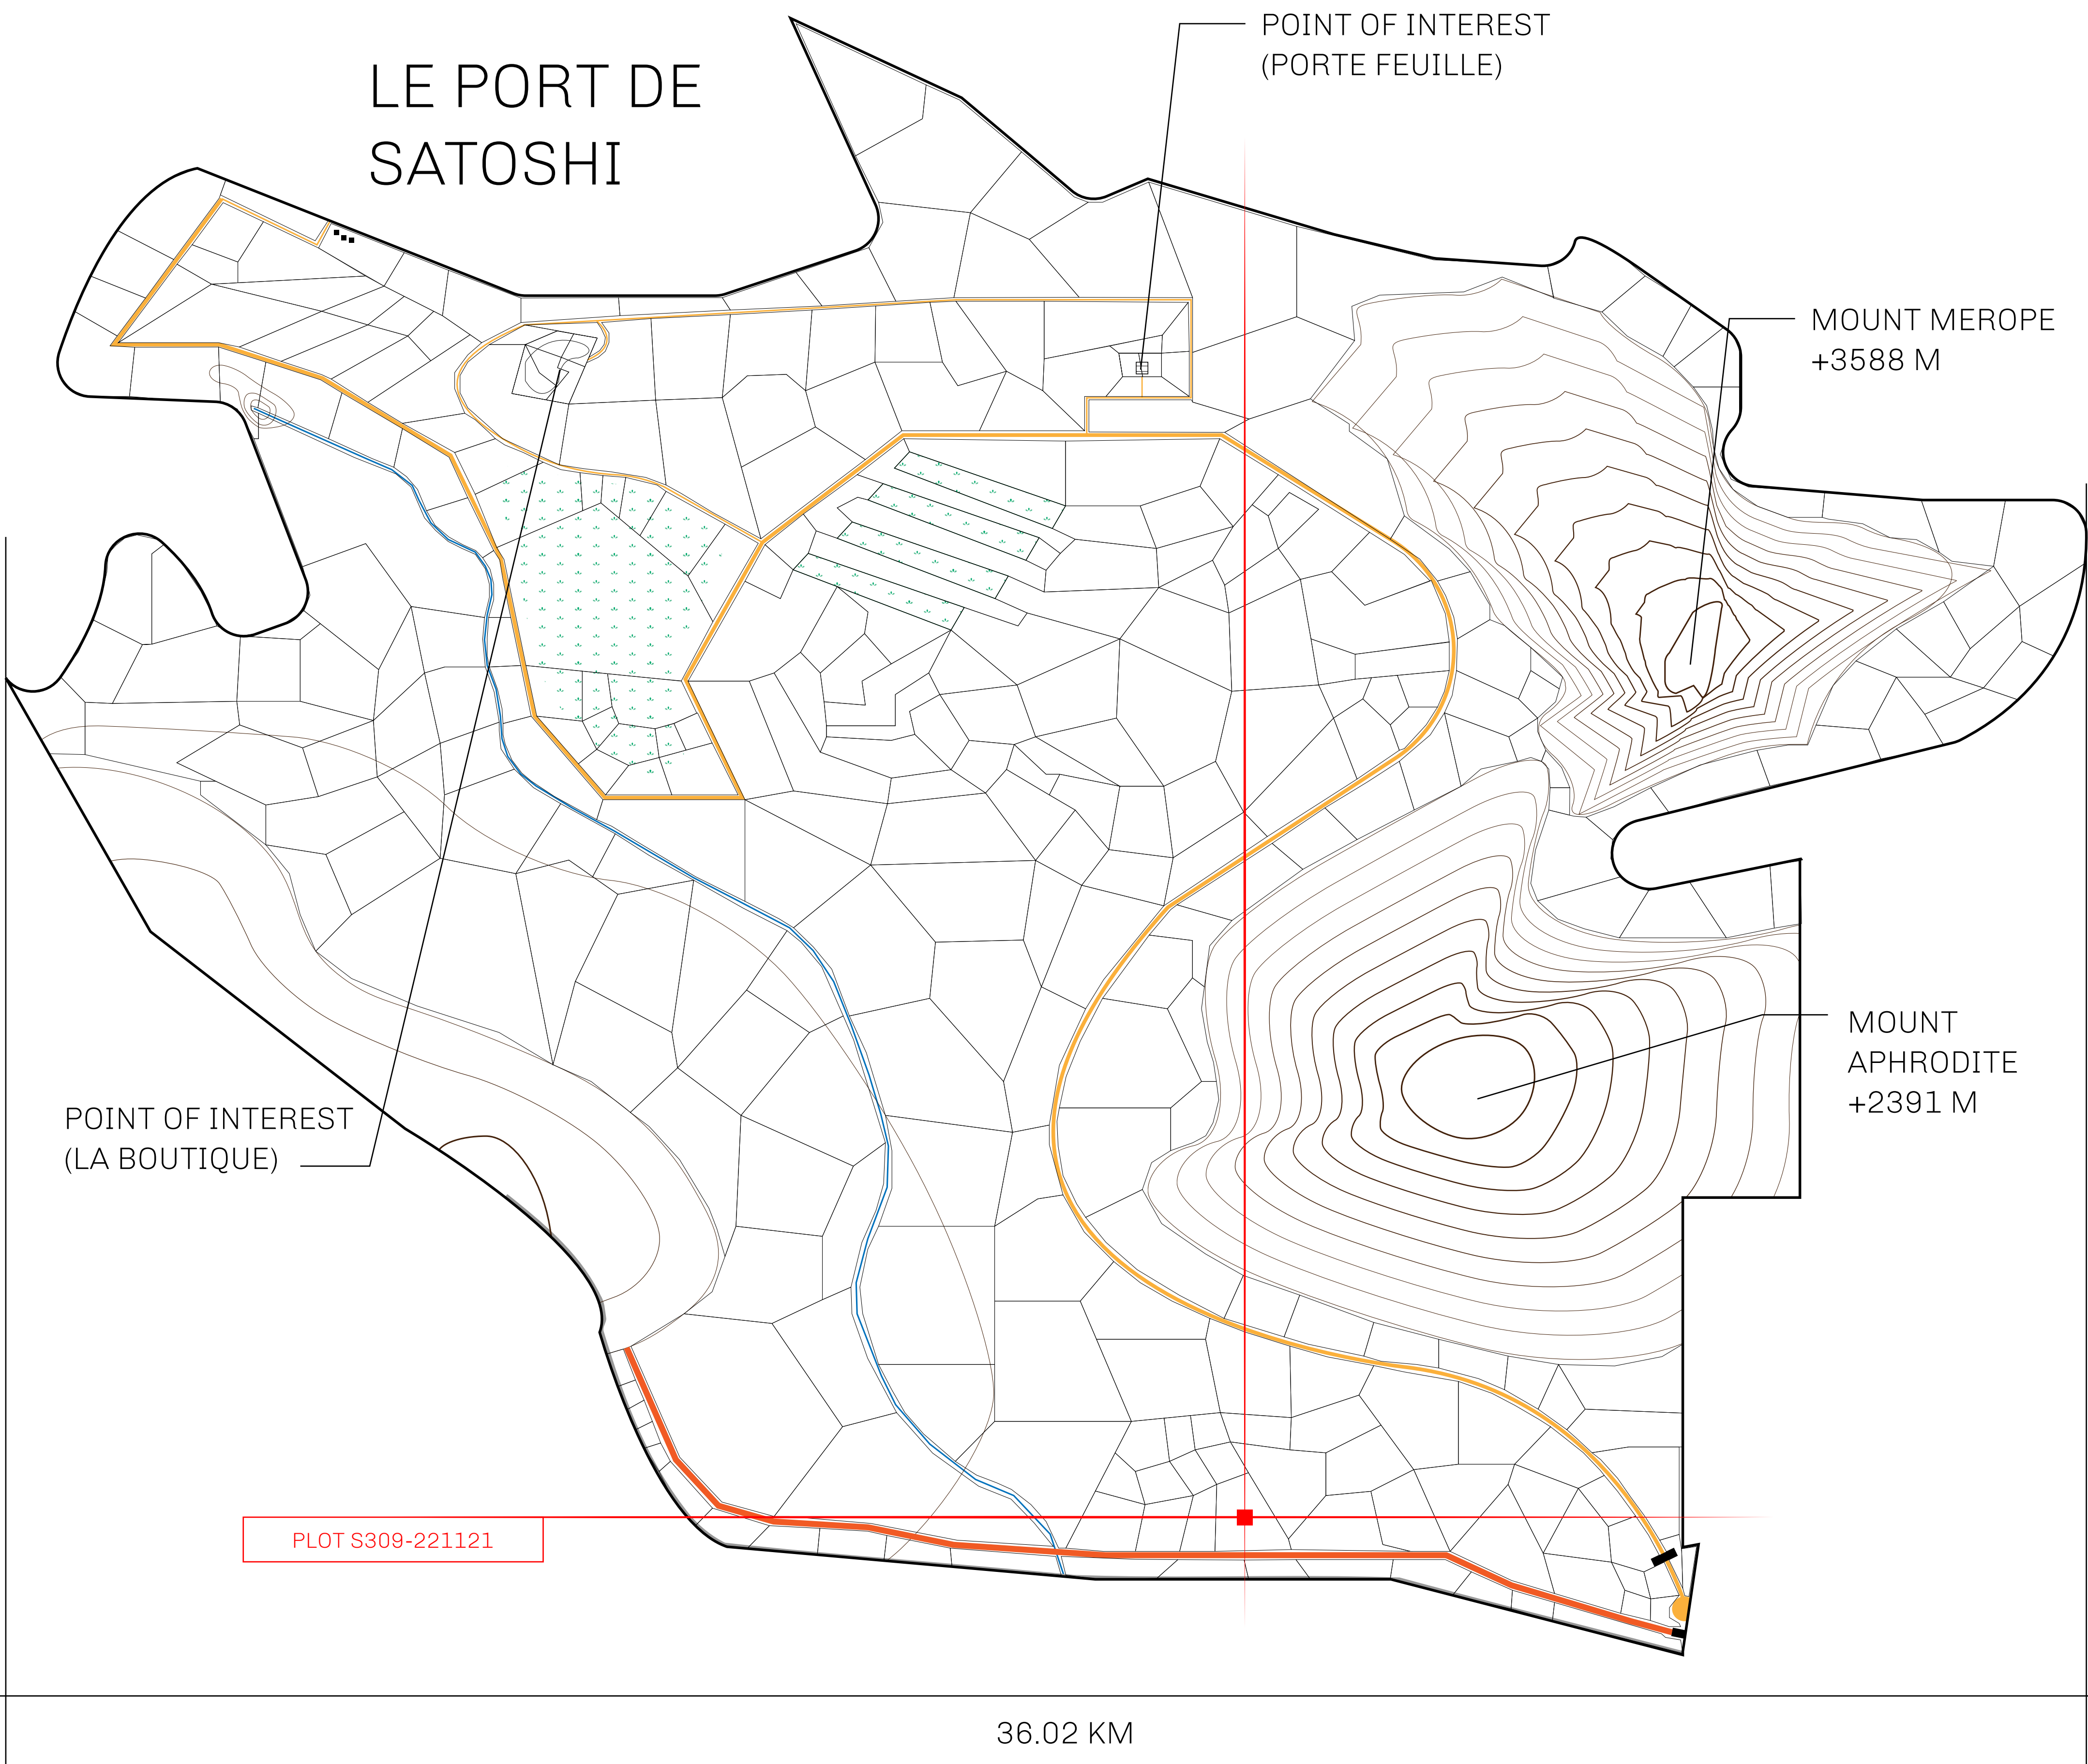 LE PORT DE
SATOSHI
POINT OF INTEREST
(PORTE FEUILLE)
MOUNT MEROPE
+3588 M
MOUNT
APHRODITE
+2391 M
POINT OF INTEREST
(LA BOUTIQUE)
PLOT S309-221121
36.02 KM